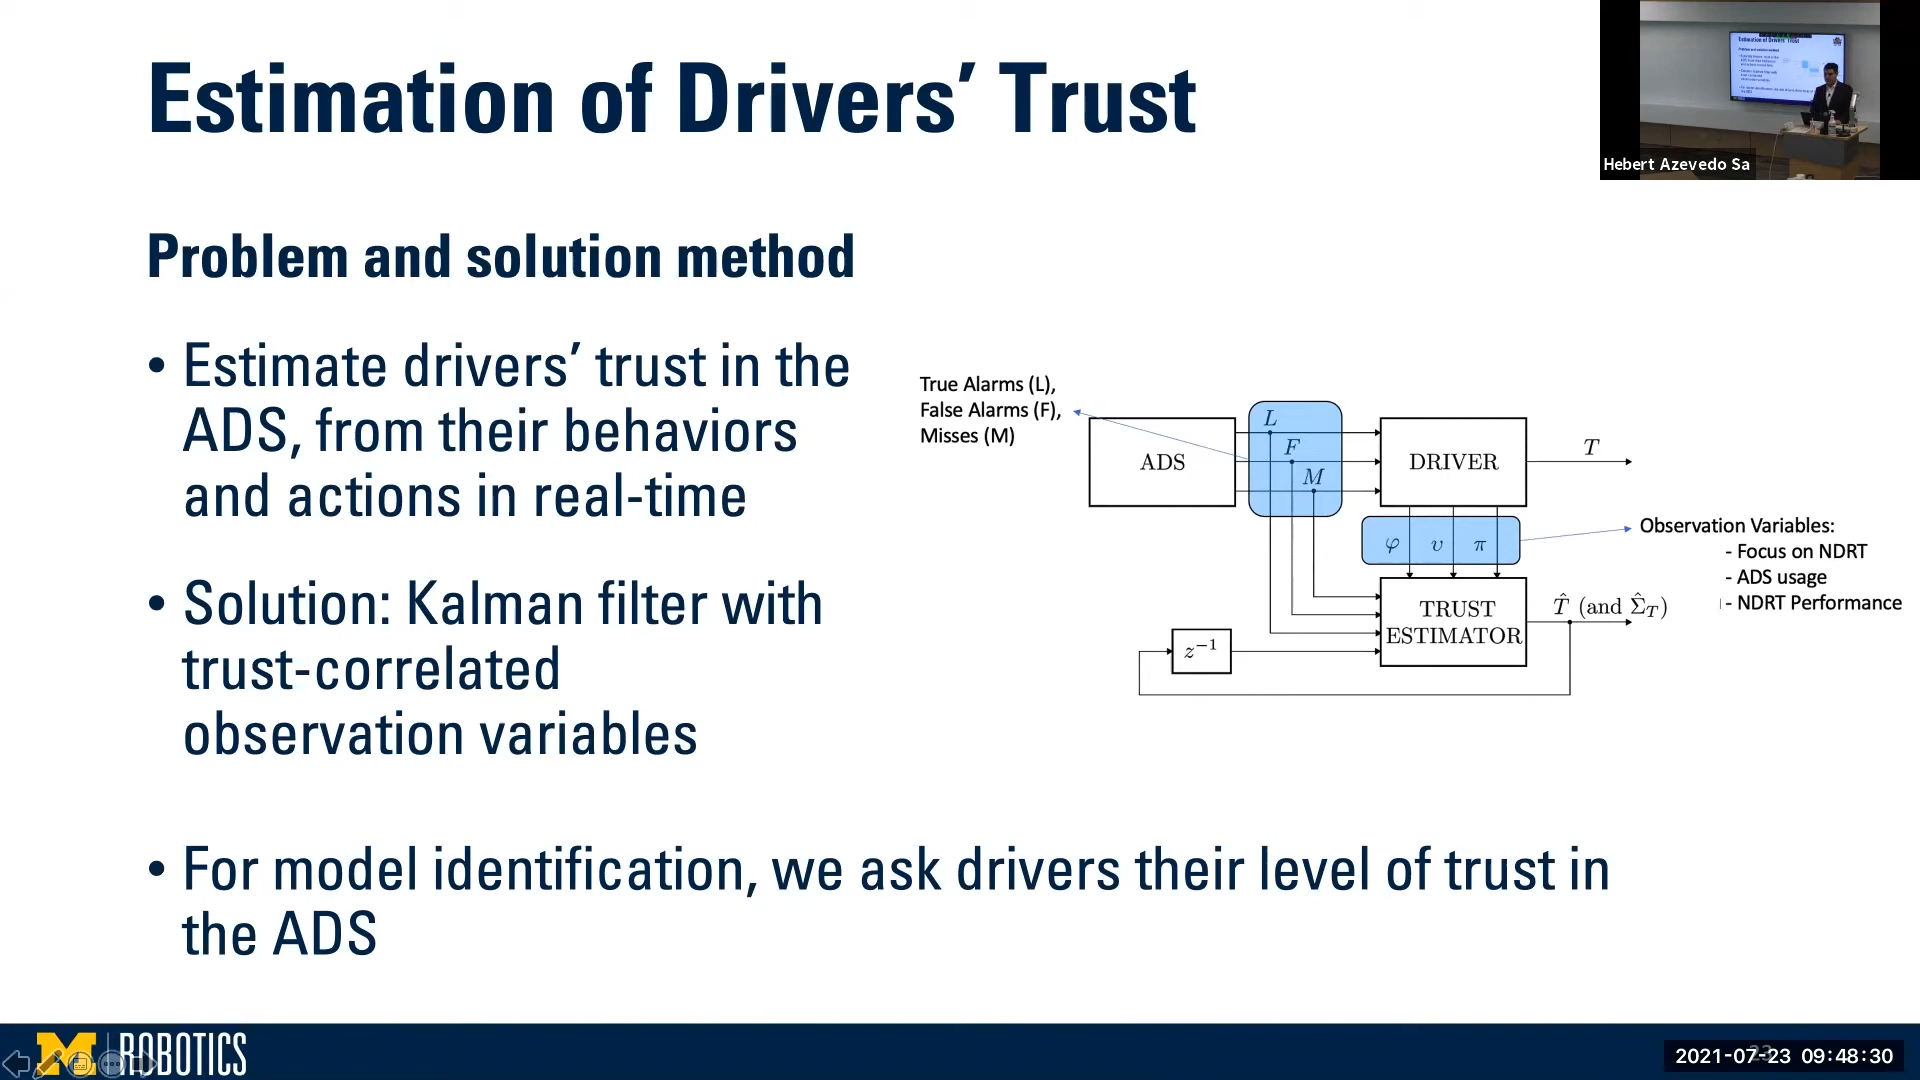 Estimation of Drivers’ Trust
Hebert Azevedo Sa
Problem and solution method
• Estimate drivers’ trust in the
ADS, from their behaviors
and actions in real-time
• Solution: Kalman filter with
trust-correlated
observation variables
• For model identification, we ask drivers their level of trust in
the ADS
True Alarms (L),
False Alarms (F),
Misses (M)
ADS
L
F
M
DRIVER
T
φ υ π
Observation Variables:
- Focus on NDRT
- ADS usage
- NDRT Performance
TRUST
ESTIMATOR
T̂ (and Σ̂_T)
z⁻¹
M ROBOTICS
23
2021-07-23 09:48:30